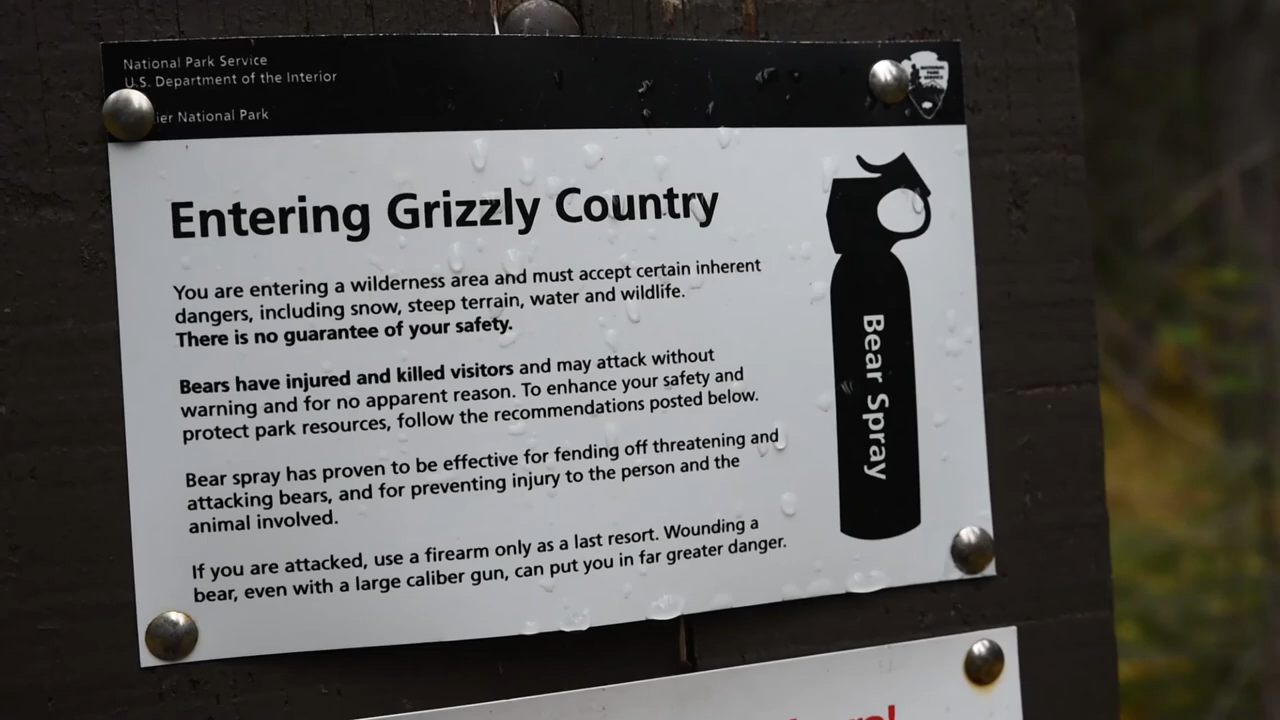 National Park Service
U.S. Department of the Interior
ier National Park
NATIONAL
PARK
SERVICE
Entering Grizzly Country
You are entering a wilderness area and must accept certain inherent
dangers, including snow, steep terrain, water and wildlife.
There is no guarantee of your safety.
Bears have injured and killed visitors and may attack without
warning and for no apparent reason. To enhance your safety and
protect park resources, follow the recommendations posted below.
Bear spray has proven to be effective for fending off threatening and
attacking bears, and for preventing injury to the person and the
animal involved.
If you are attacked, use a firearm only as a last resort. Wounding a
bear, even with a large caliber gun, can put you in far greater danger.
Bear Spray